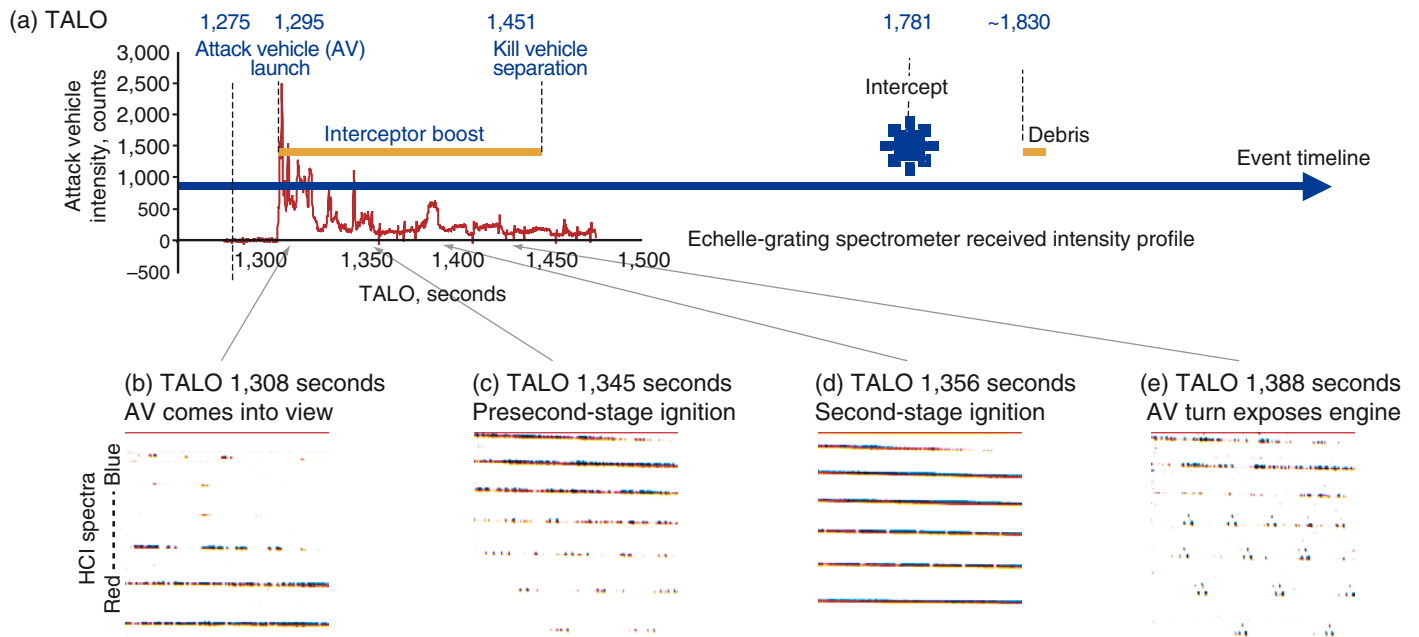 (a) TALO
1,275
1,295
1,451
1,781
~1,830
Attack vehicle (AV)
launch
Kill vehicle
separation
Intercept
Debris
Interceptor boost
Event timeline
Attack vehicle
intensity, counts
3,000
2,500
2,000
1,500
1,000
500
0
–500
1,300
1,350
1,400
1,450
1,500
TALO, seconds
Echelle-grating spectrometer received intensity profile
(b) TALO 1,308 seconds
AV comes into view
(c) TALO 1,345 seconds
Presecond-stage ignition
(d) TALO 1,356 seconds
Second-stage ignition
(e) TALO 1,388 seconds
AV turn exposes engine
HCI spectra
Red
Blue